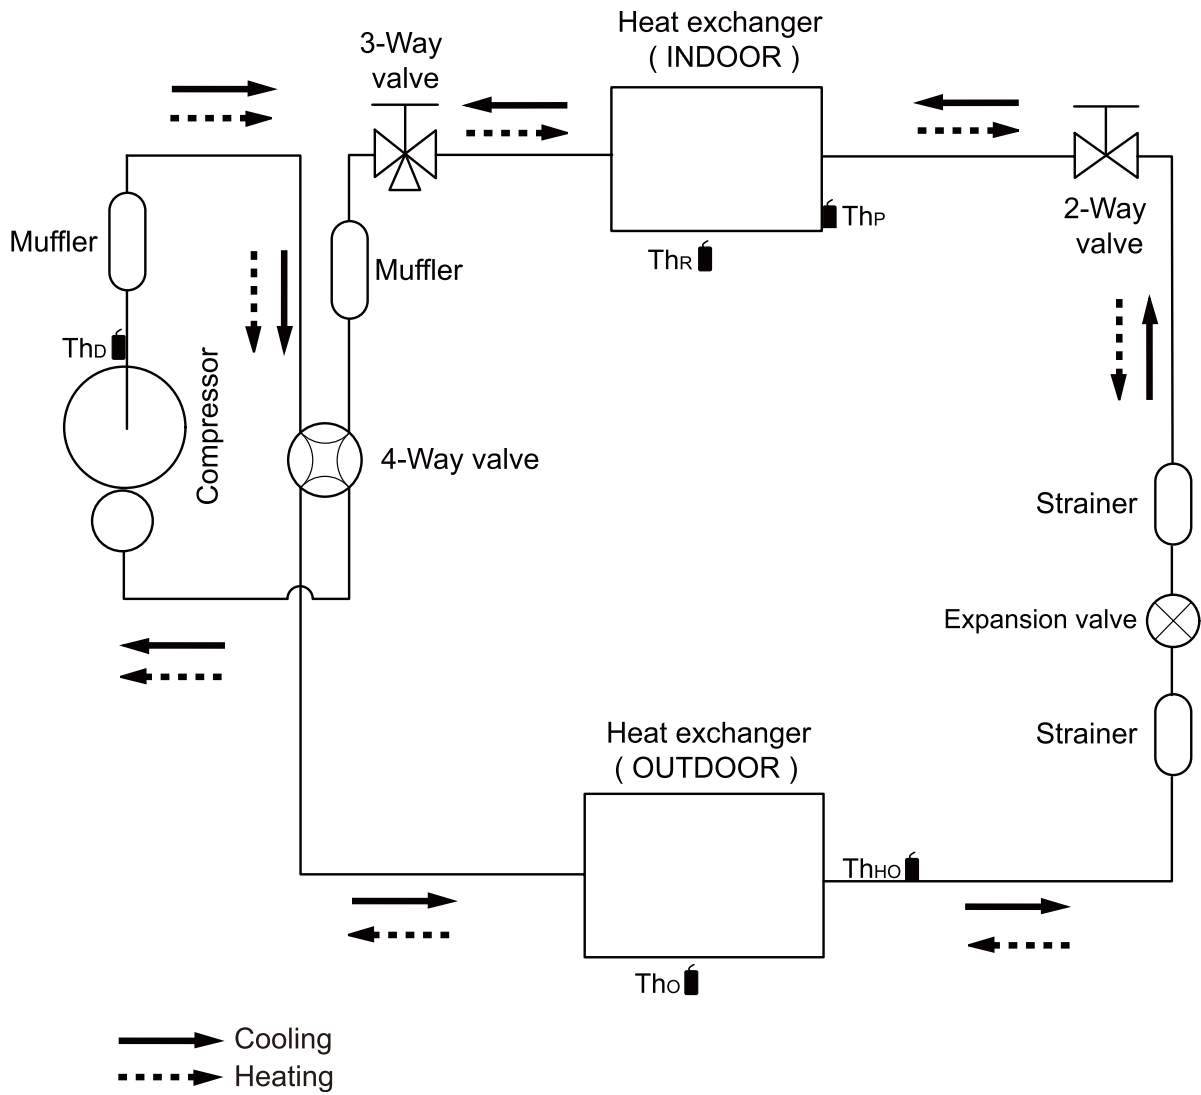 Heat exchanger
( INDOOR )
3-Way
valve
2-Way
valve
Muffler
Muffler
ThP
ThR
ThD
Compressor
4-Way valve
Strainer
Expansion valve
Strainer
Heat exchanger
( OUTDOOR )
ThHO
ThO
Cooling
Heating